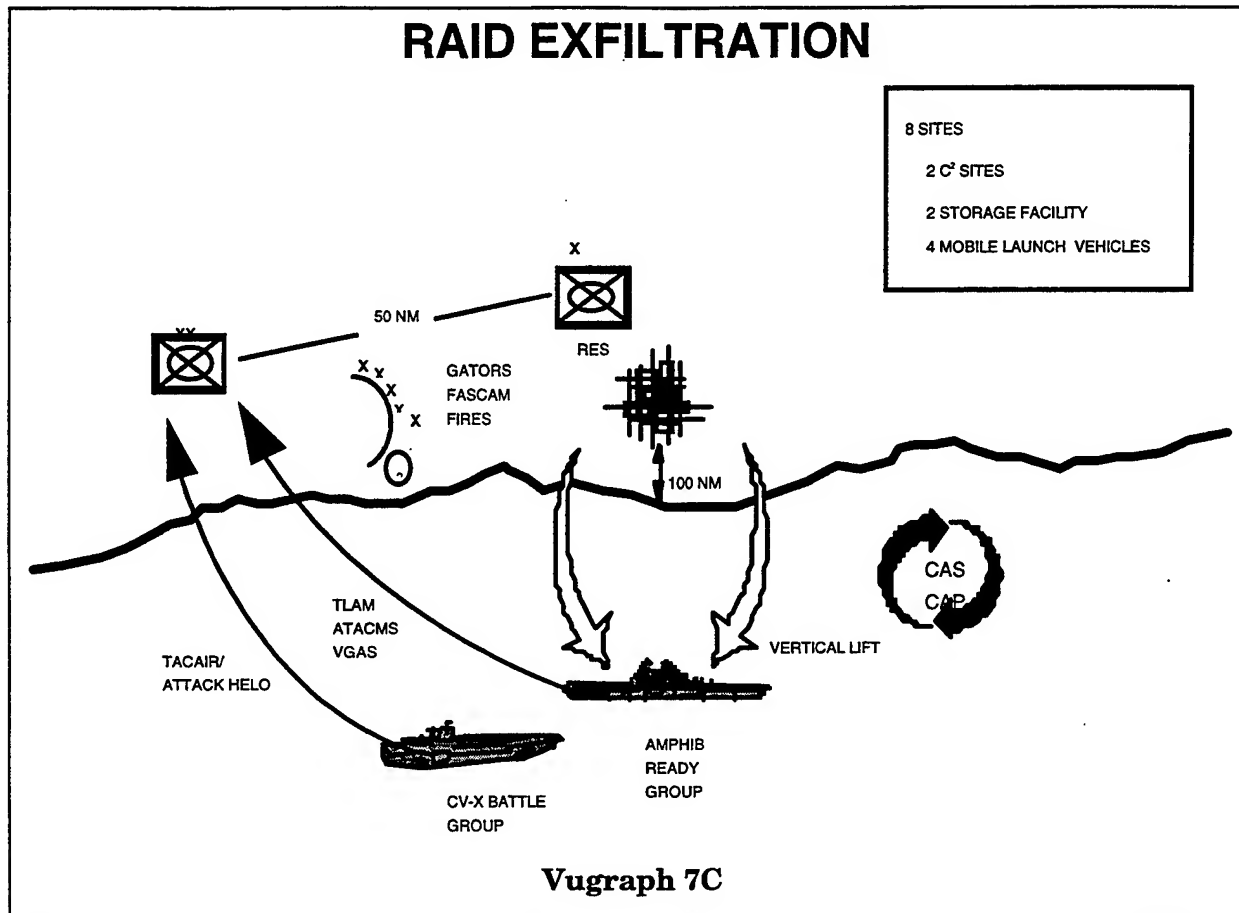 RAID EXFILTRATION
8 SITES
2 C² SITES
2 STORAGE FACILITY
4 MOBILE LAUNCH VEHICLES
X
50 NM
XX
RES
GATORS
FASCAM
FIRES
X
X
X
Y
X
100 NM
CAS
CAP
TLAM
ATACMS
VGAS
VERTICAL LIFT
TACAIR/
ATTACK HELO
AMPHIB
READY
GROUP
CV-X BATTLE
GROUP
Vugraph 7C